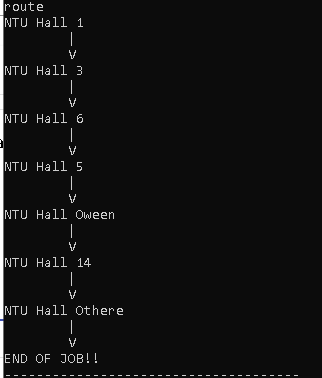 route
NTU Hall 1
|
V
NTU Hall 3
|
V
NTU Hall 6
|
V
NTU Hall 5
|
V
NTU Hall Oween
|
V
NTU Hall 14
|
V
NTU Hall Othere
|
V
END OF JOB!!
-------------------------------------